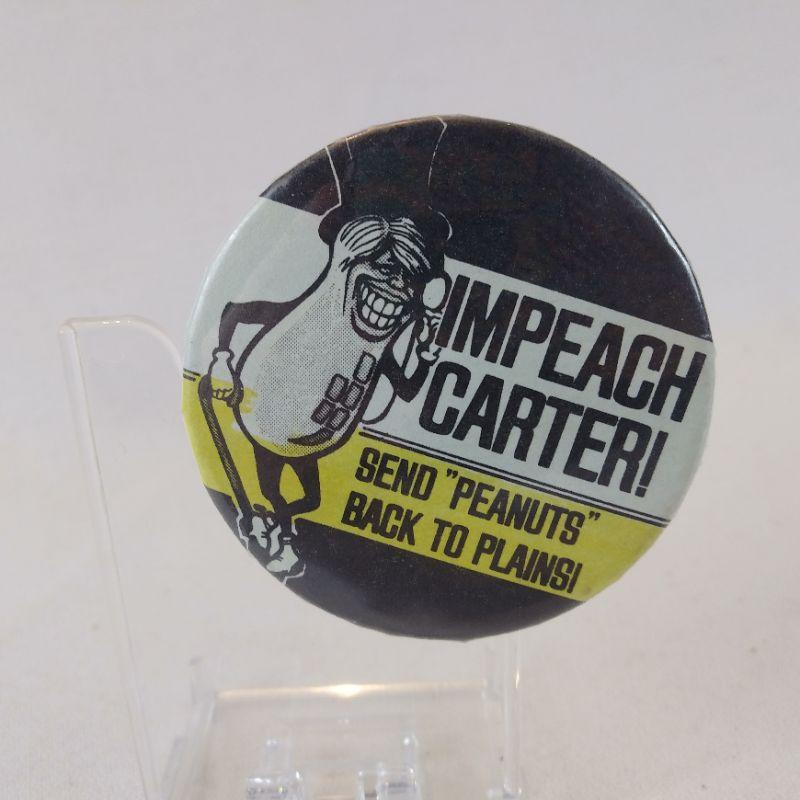 IMPEACH
CARTER!
SEND "PEANUTS"
BACK TO PLAINS!